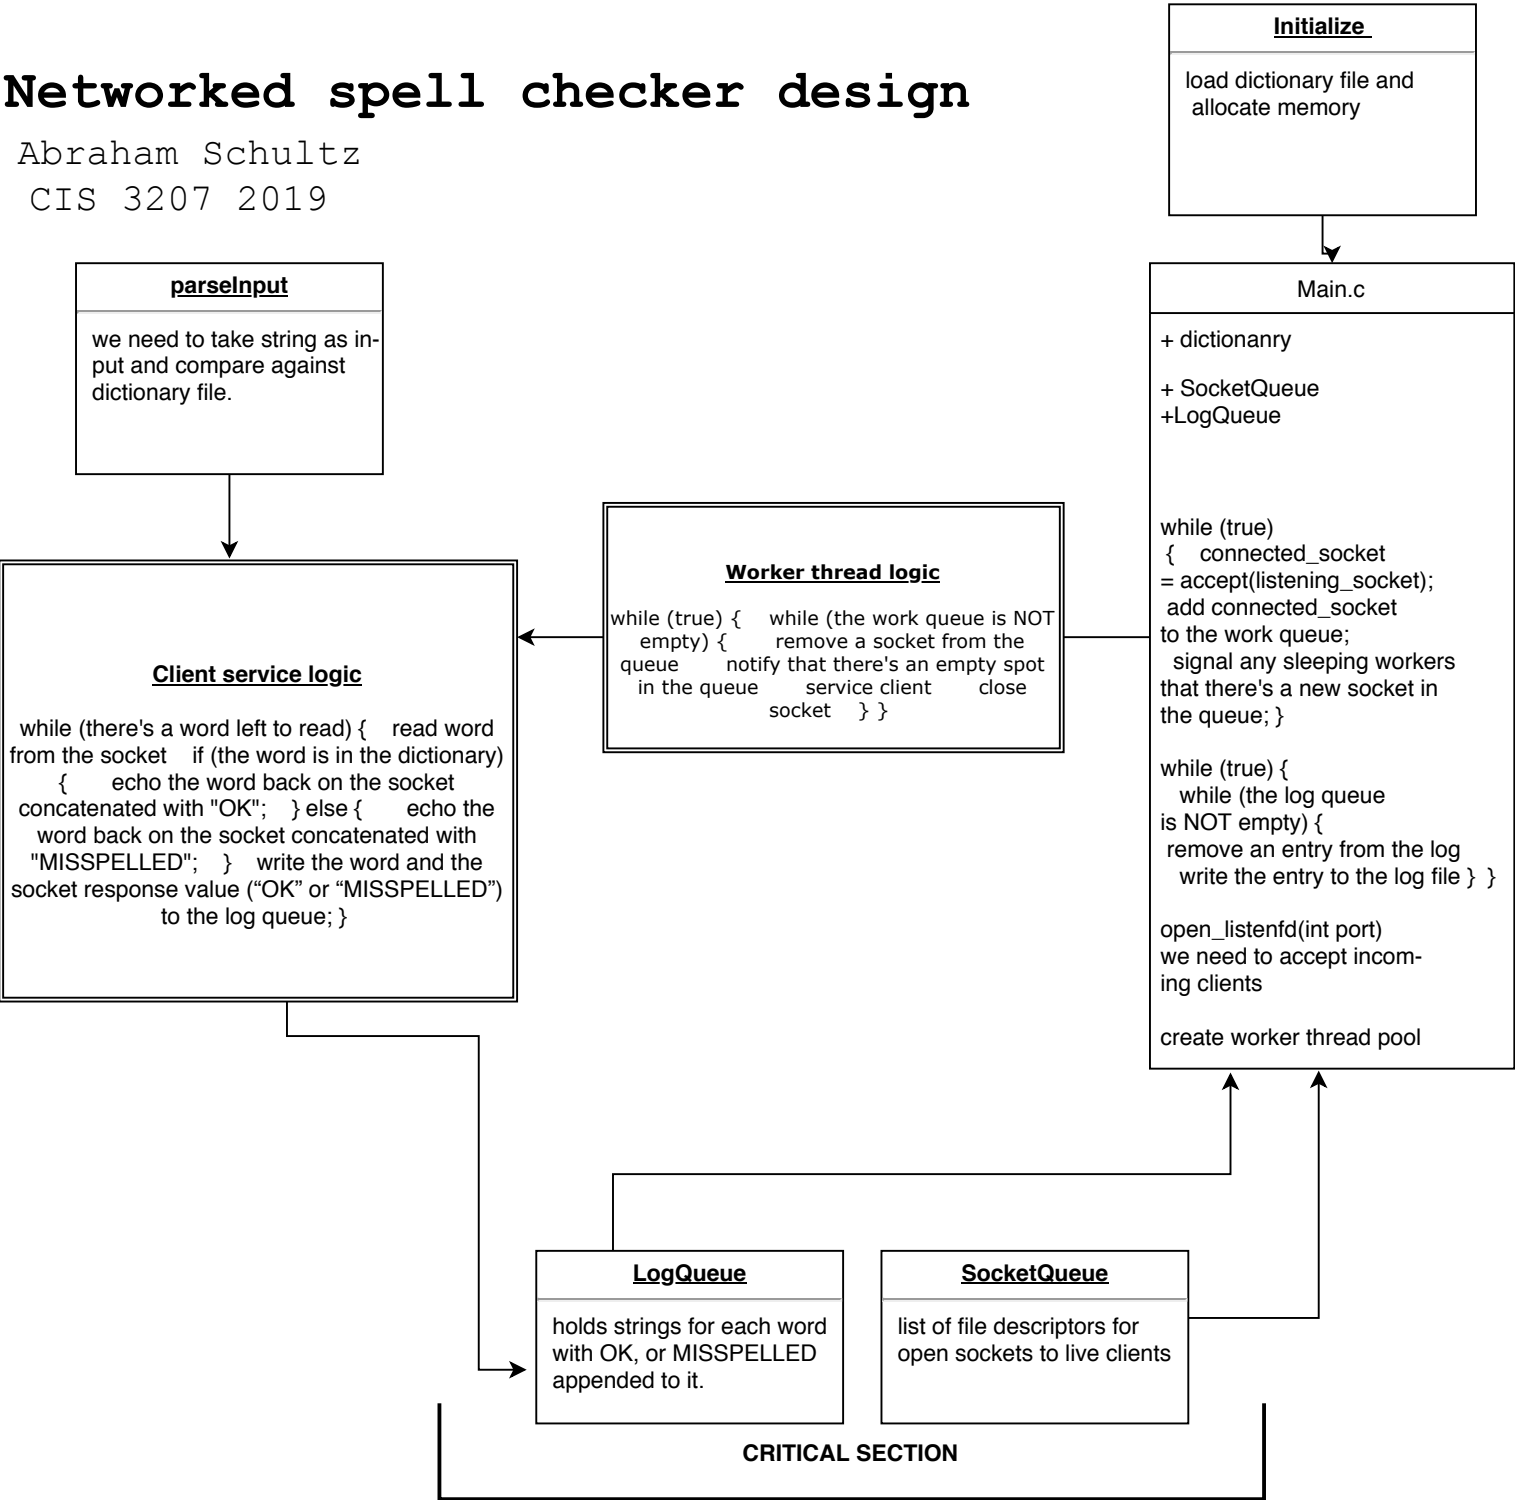 Networked spell checker design
Abraham Schultz
CIS 3207 2019
Initialize
load dictionary file and
allocate memory
parseInput
we need to take string as in-
put and compare against
dictionary file.
Main.c
+ dictionanry
+ SocketQueue
+LogQueue
while (true)
{ connected_socket
= accept(listening_socket);
add connected_socket
to the work queue;
signal any sleeping workers
that there's a new socket in
the queue; }
while (true) {
while (the log queue
is NOT empty) {
remove an entry from the log
write the entry to the log file } }
open_listenfd(int port)
we need to accept incom-
ing clients
create worker thread pool
Worker thread logic
while (true) { while (the work queue is NOT
empty) { remove a socket from the
queue notify that there's an empty spot
in the queue service client close
socket } }
Client service logic
while (there's a word left to read) { read word
from the socket if (the word is in the dictionary)
{ echo the word back on the socket
concatenated with "OK"; } else { echo the
word back on the socket concatenated with
"MISSPELLED"; } write the word and the
socket response value (“OK” or “MISSPELLED”)
to the log queue; }
LogQueue
holds strings for each word
with OK, or MISSPELLED
appended to it.
SocketQueue
list of file descriptors for
open sockets to live clients
CRITICAL SECTION